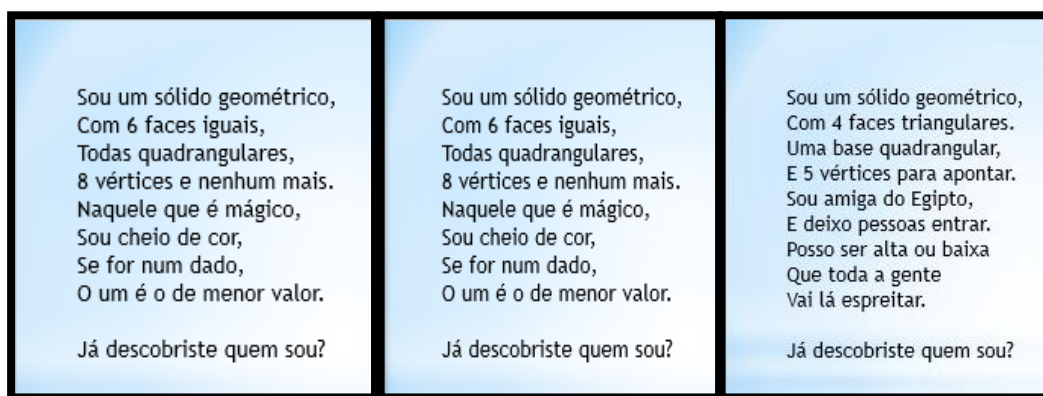 Sou um sólido geométrico,
Com 6 faces iguais,
Todas quadrangulares,
8 vértices e nenhum mais.
Naquele que é mágico,
Sou cheio de cor,
Se for num dado,
O um é o de menor valor.
Já descobriste quem sou?
Sou um sólido geométrico,
Com 6 faces iguais,
Todas quadrangulares,
8 vértices e nenhum mais.
Naquele que é mágico,
Sou cheio de cor,
Se for num dado,
O um é o de menor valor.
Já descobriste quem sou?
Sou um sólido geométrico,
Com 4 faces triangulares.
Uma base quadrangular,
E 5 vértices para apontar.
Sou amiga do Egipto,
E deixo pessoas entrar.
Posso ser alta ou baixa
Que toda a gente
Vai lá espreitar.
Já descobriste quem sou?